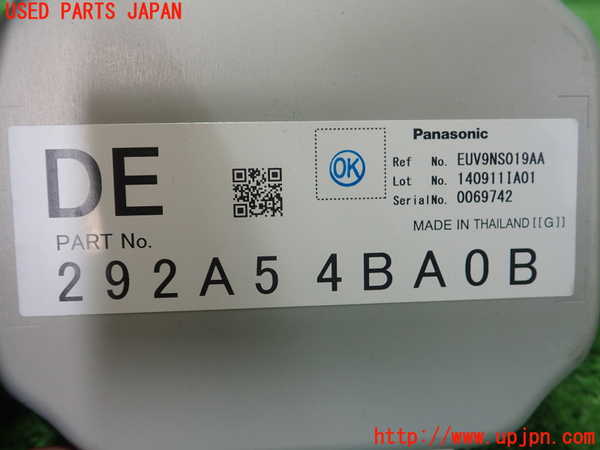 USED PARTS JAPAN
DE
OK
Panasonic
Ref No. EUV9NS019AA
Lot No. 140911IA01
Serial No. 0069742
MADE IN THAILAND [[G]]
PART No.
292A5 4BA0B
http://www.upjpn.com